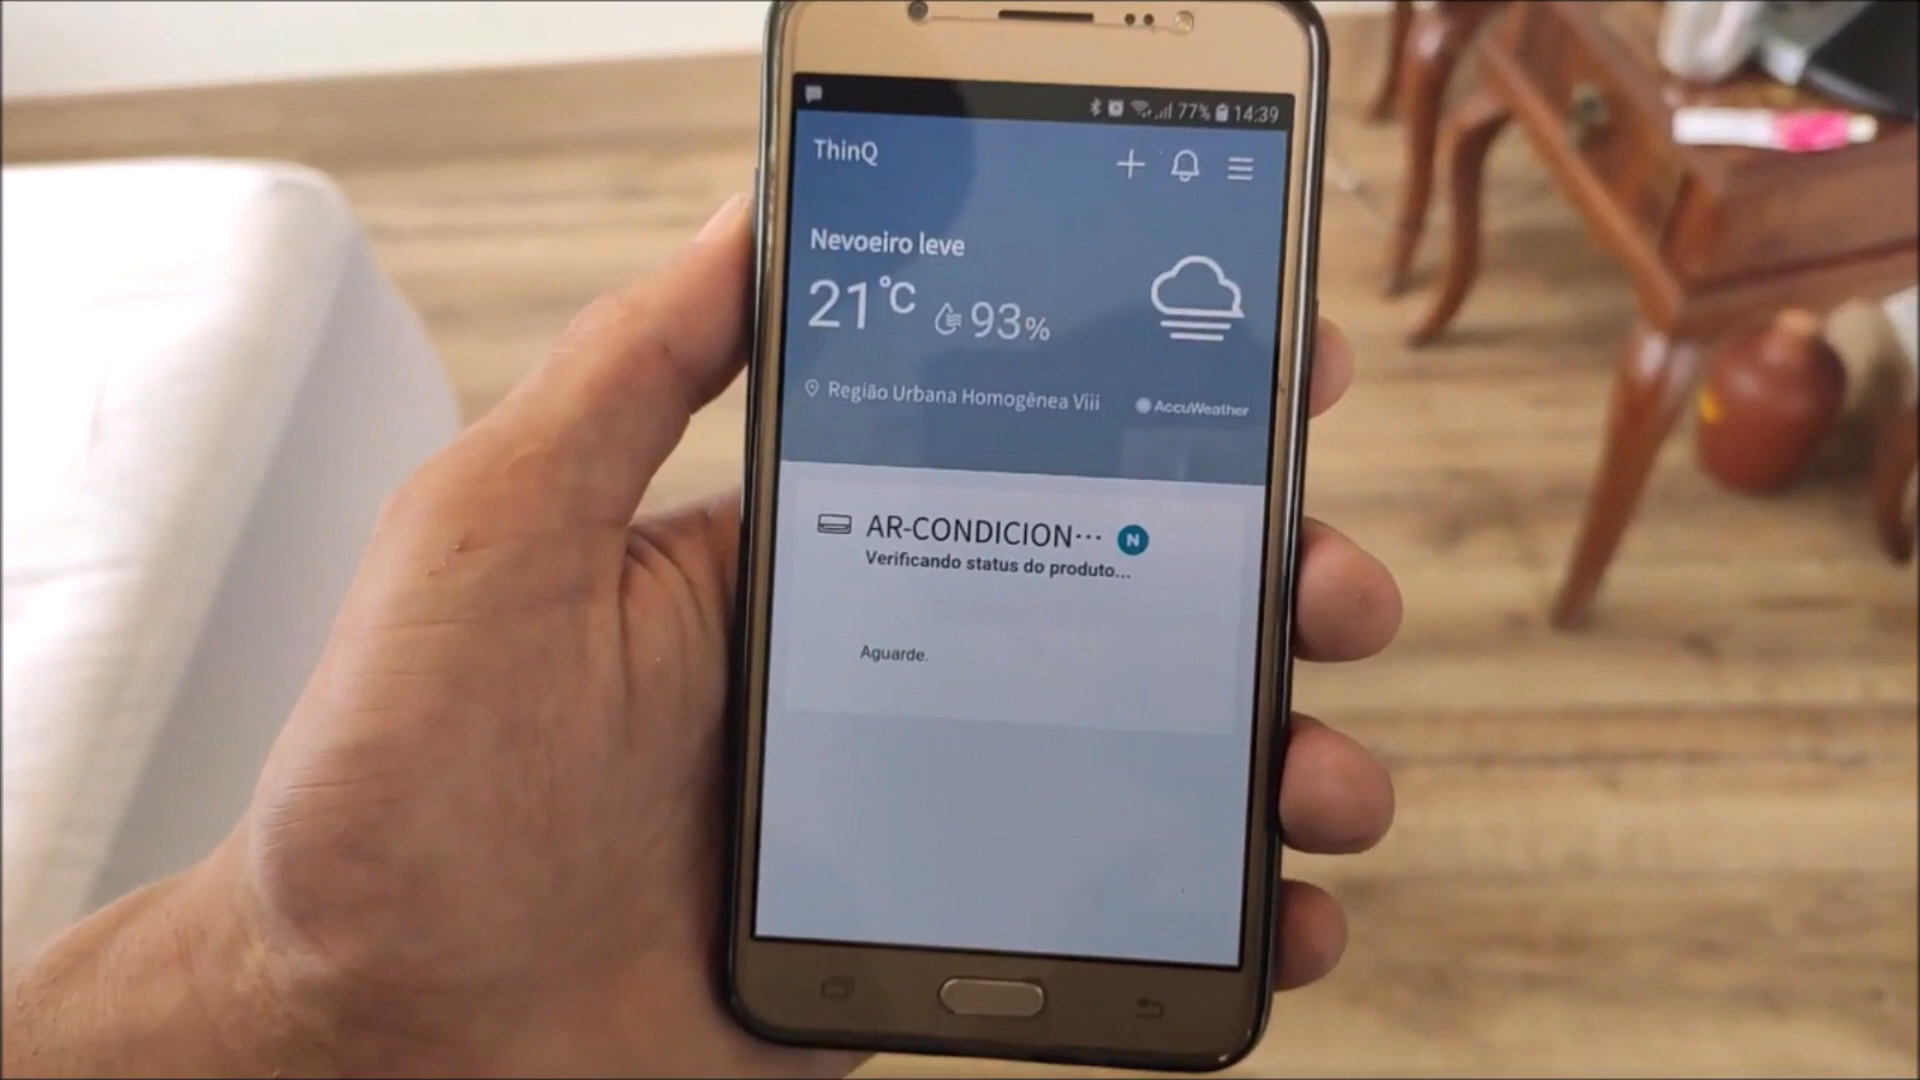 77% 14:39
ThinQ
Nevoeiro leve
21°C 93%
Região Urbana Homogênea Viii
AccuWeather
AR-CONDICION··· N
Verificando status do produto...
Aguarde.